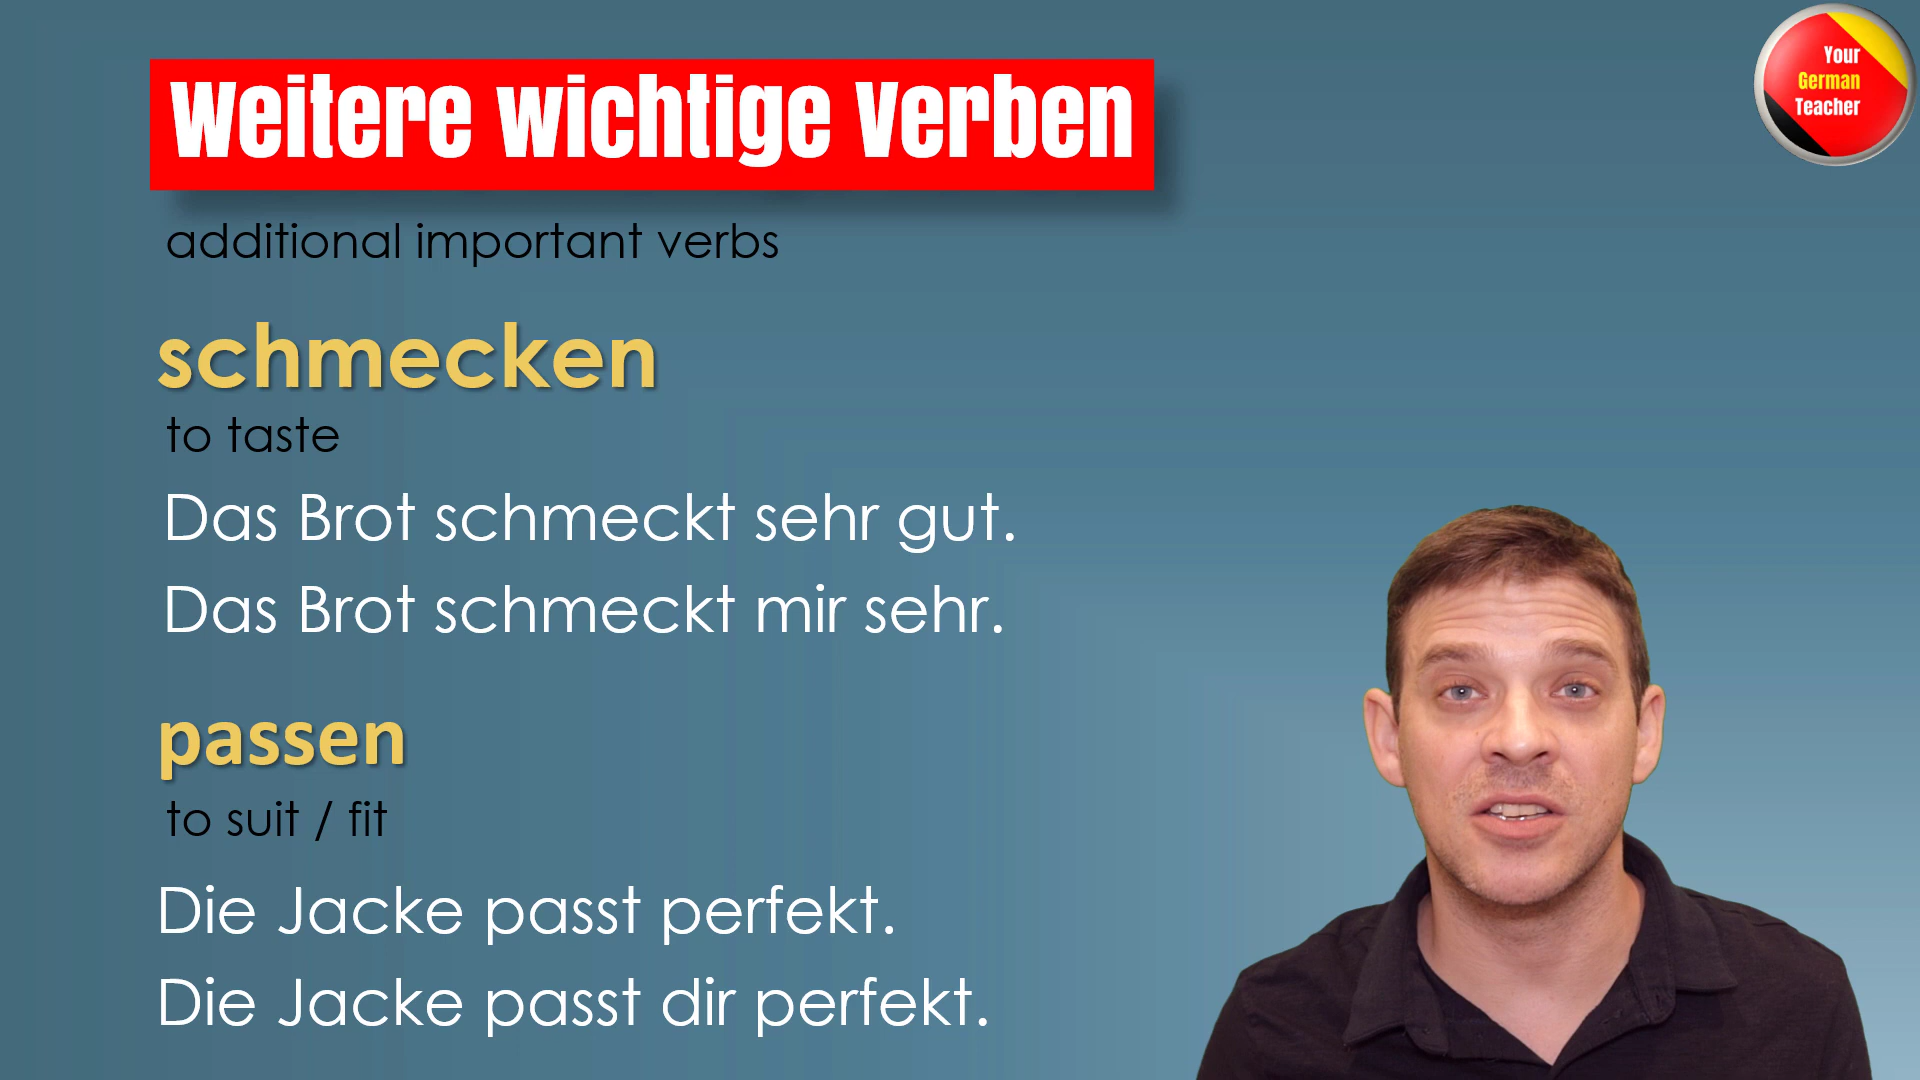 Weitere wichtige Verben
additional important verbs
schmecken
to taste
Das Brot schmeckt sehr gut.
Das Brot schmeckt mir sehr.
passen
to suit / fit
Die Jacke passt perfekt.
Die Jacke passt dir perfekt.
Your
German
Teacher